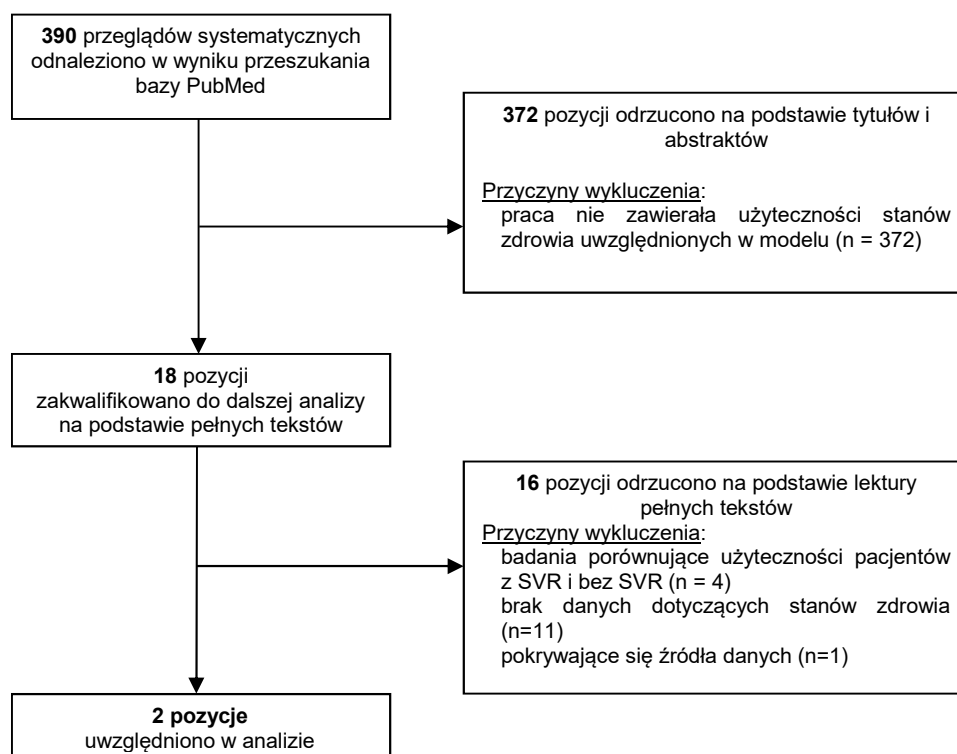 390 przeglądów systematycznych
odnaleziono w wyniku przeszukania
bazy PubMed
372 pozycji odrzucono na podstawie tytułów i
abstraktów
Przyczyny wykluczenia:
praca nie zawierała użyteczności stanów
zdrowia uwzględnionych w modelu (n = 372)
18 pozycji
zakwalifikowano do dalszej analizy
na podstawie pełnych tekstów
16 pozycji odrzucono na podstawie lektury
pełnych tekstów
Przyczyny wykluczenia:
badania porównujące użyteczności pacjentów
z SVR i bez SVR (n = 4)
brak danych dotyczących stanów zdrowia
(n=11)
pokrywające się źródła danych (n=1)
2 pozycje
uwzględniono w analizie